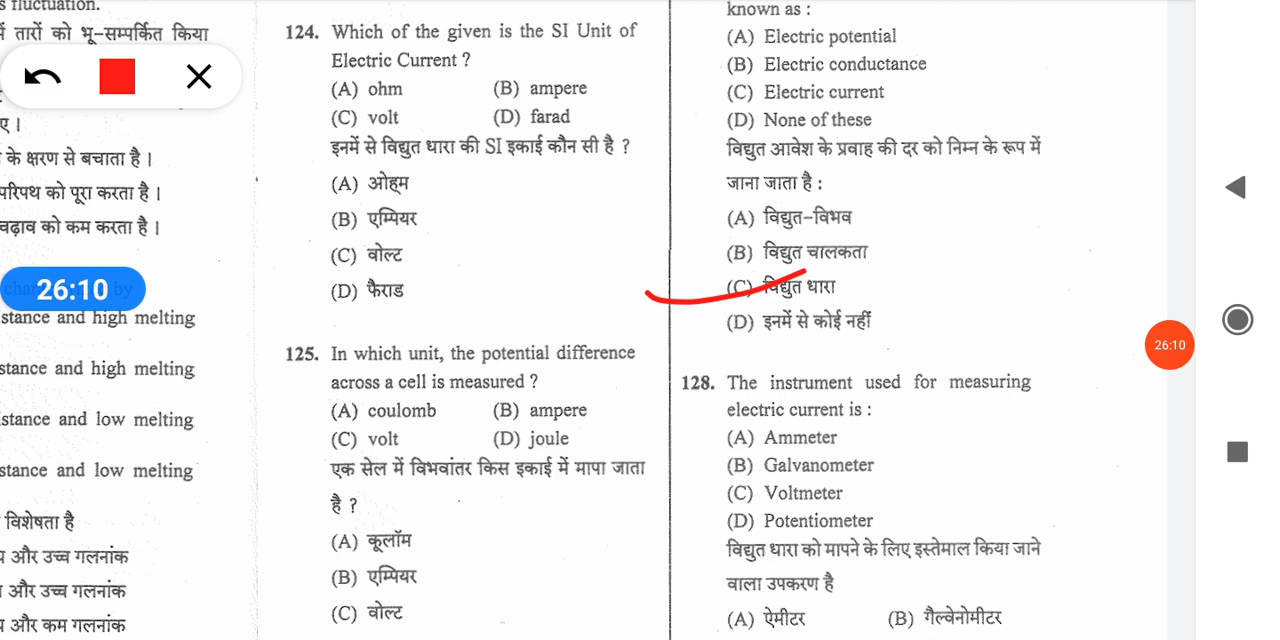 s fluctuation.
में तारों को भू-सम्पर्कित किया
ए ।
के क्षरण से बचाता है ।
परिपथ को पूरा करता है ।
चढ़ाव को कम करता है ।
26:10
by
stance and high melting
stance and high melting
stance and low melting
stance and low melting
विशेषता है
और उच्च गलनांक
और उच्च गलनांक
और कम गलनांक
124. Which of the given is the SI Unit of
Electric Current ?
(A) ohm (B) ampere
(C) volt (D) farad
इनमें से विद्युत धारा की SI इकाई कौन सी है ?
(A) ओह्म
(B) एम्पियर
(C) वोल्ट
(D) फैराड
125. In which unit, the potential difference
across a cell is measured ?
(A) coulomb (B) ampere
(C) volt (D) joule
एक सेल में विभवांतर किस इकाई में मापा जाता
है ?
(A) कूलॉम
(B) एम्पियर
(C) वोल्ट
known as :
(A) Electric potential
(B) Electric conductance
(C) Electric current
(D) None of these
विद्युत आवेश के प्रवाह की दर को निम्न के रूप में
जाना जाता है :
(A) विद्युत-विभव
(B) विद्युत चालकता
(C) विद्युत धारा
(D) इनमें से कोई नहीं
128. The instrument used for measuring
electric current is :
(A) Ammeter
(B) Galvanometer
(C) Voltmeter
(D) Potentiometer
विद्युत धारा को मापने के लिए इस्तेमाल किया जाने
वाला उपकरण है
(A) ऐमीटर (B) गैल्वेनोमीटर
26:10